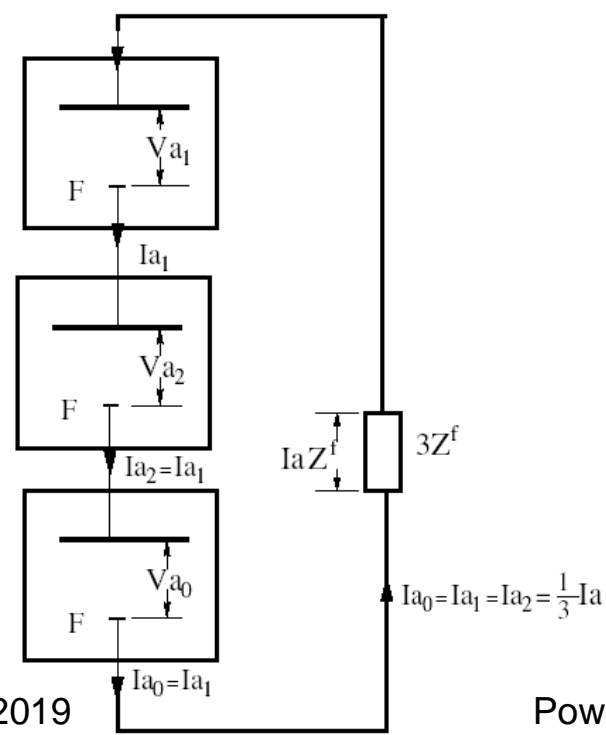 Va₁
F
Ia₁
Va₂
F
Ia₂=Ia₁
IaZᶠ
3Zᶠ
Va₀
F
Ia₀=Ia₁=Ia₂=⅓Ia
Ia₀=Ia₁
2019
Pow